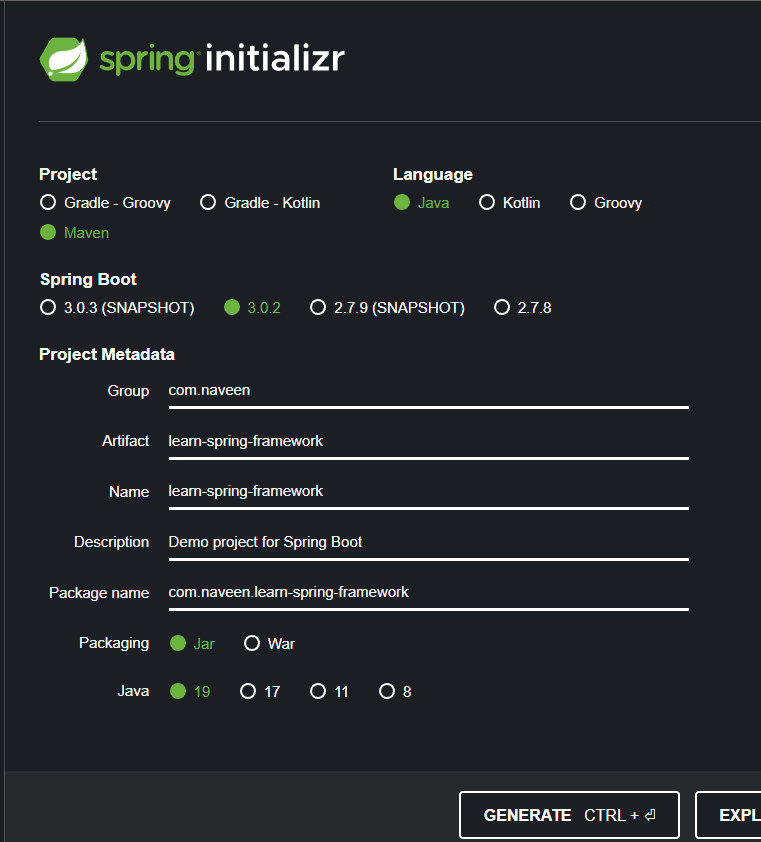 spring initializr
Project
Language
Gradle - Groovy Gradle - Kotlin
Java Kotlin Groovy
Maven
Spring Boot
3.0.3 (SNAPSHOT) 3.0.2 2.7.9 (SNAPSHOT) 2.7.8
Project Metadata
Group com.naveen
Artifact learn-spring-framework
Name learn-spring-framework
Description Demo project for Spring Boot
Package name com.naveen.learn-spring-framework
Packaging Jar War
Java 19 17 11 8
GENERATE CTRL + ⏎
EXPL